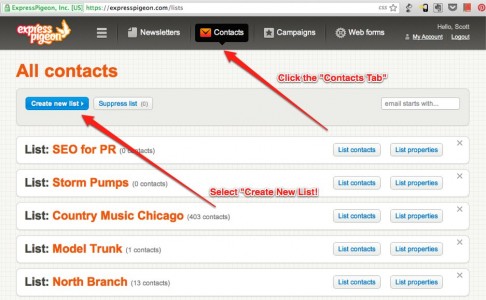 ExpressPigeon, Inc. [US] https://expresspigeon.com/lists
express pigeon
Newsletters
Contacts
Campaigns
Web forms
Hello, Scott
My Account
Logout
All contacts
Click the "Contacts Tab"
Create new list
Suppress list (0)
email starts with...
List: SEO for PR (0 contacts)
List contacts
List properties
List: Storm Pumps (0 contacts)
List contacts
List properties
Select "Create New List!
List: Country Music Chicago (403 contacts)
List contacts
List properties
List: Model Trunk (1 contacts)
List contacts
List properties
List: North Branch (13 contacts)
List contacts
List properties